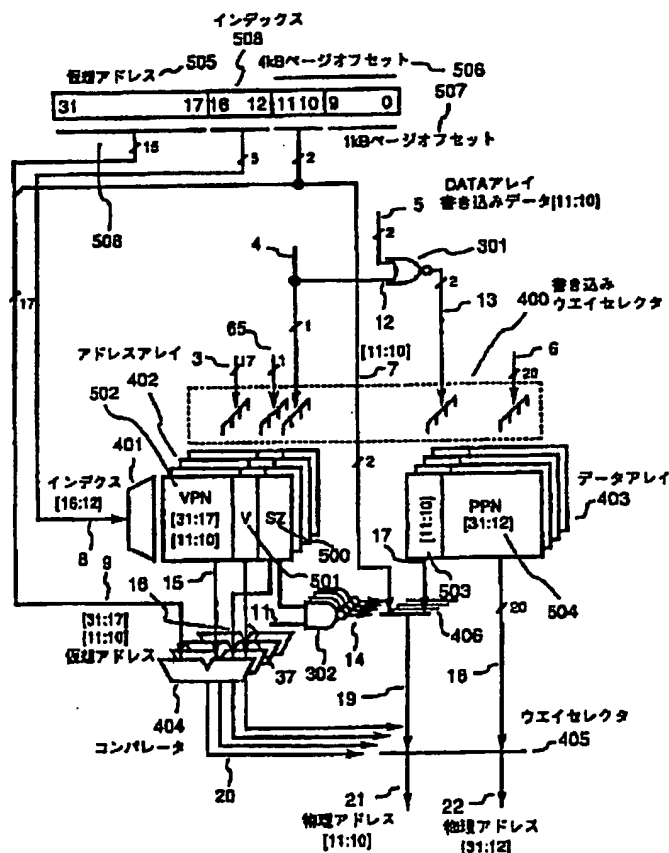 インデックス
508
4kBページオフセット
506
仮想アドレス 505
31 17 16 12 11 10 9 0
507
1kBページオフセット
15
5
2
508
DATAアレイ
書き込みデータ[11:10]
5
2
301
4
2
12
13
400
書き込み
ウエイセレクタ
17
アドレスアレイ
402
502
401
3
17
65
1
1
[11:10]
7
6
20
インデクス
[16:12]
8
VPN
[31:17]
[11:10]
V
SZ
500
501
2
[11:10]
PPN
[31:12]
データアレイ
403
503
504
9
15
16
11
17
302
14
406
20
[31:17]
[11:10]
仮想アドレス
37
404
コンパレータ
20
19
18
ウエイセレクタ
405
21
22
物理アドレス
[11:10]
物理アドレス
[31:12]